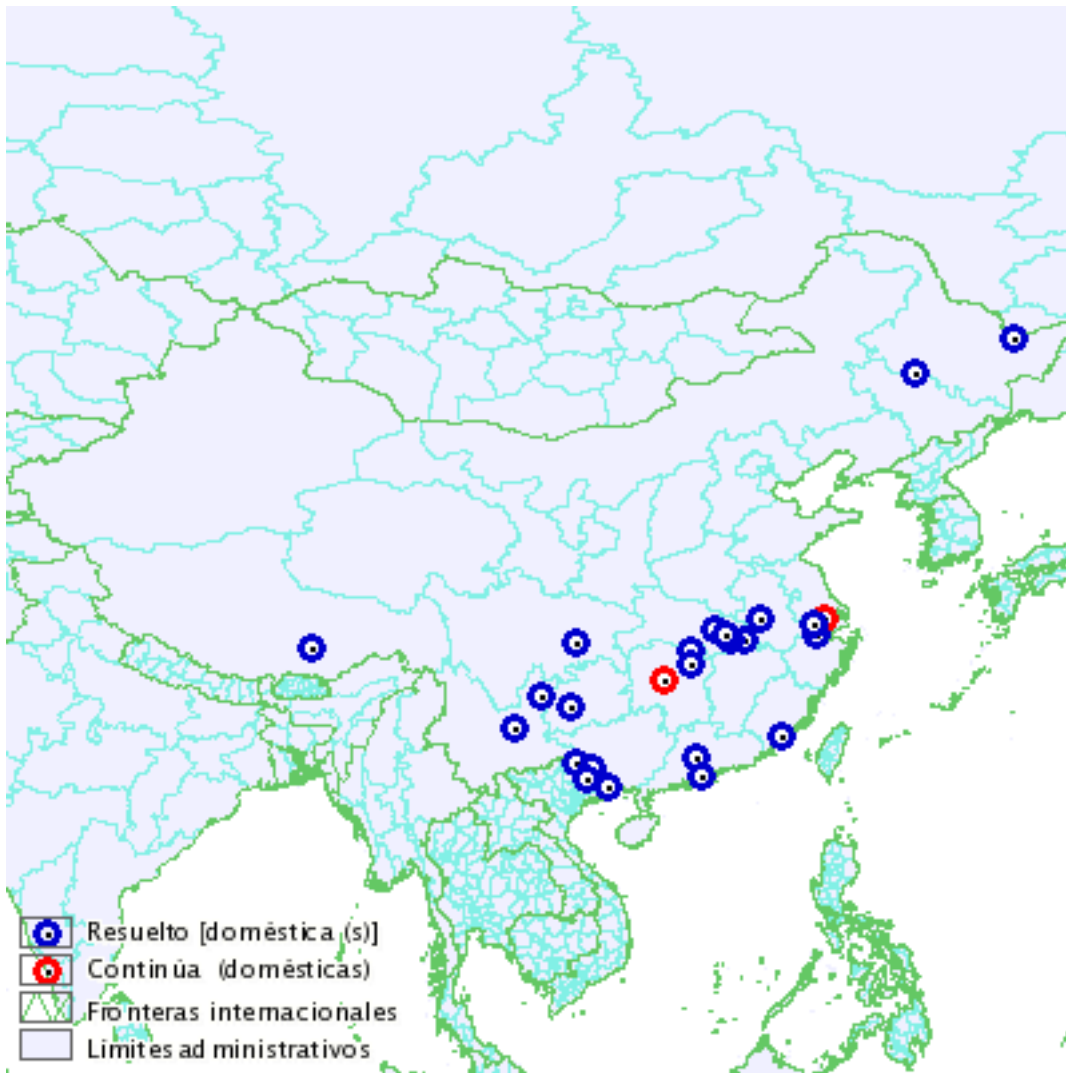 Resuelto [doméstica (s)]
Continúa (domésticas)
Fronteras internacionales
Límites administrativos